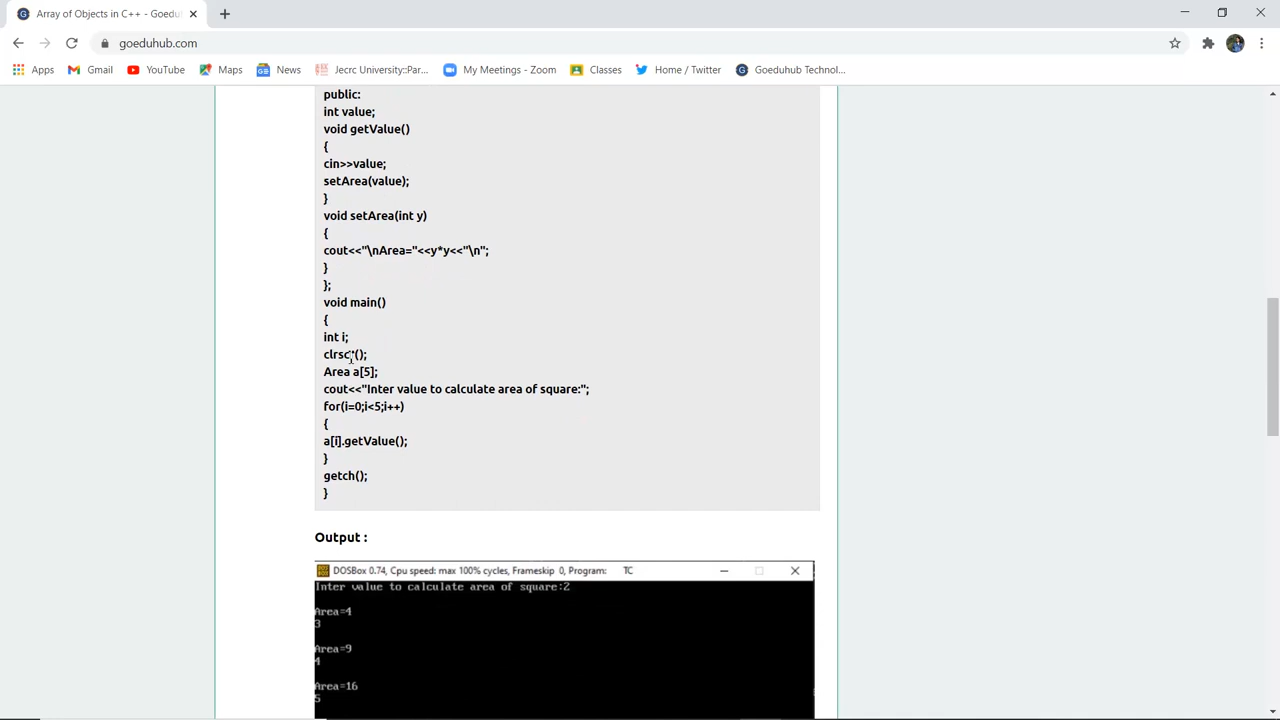 Array of Objects in C++ - Goeduh
goeduhub.com
Apps Gmail YouTube Maps News Jecrc University::Par... My Meetings - Zoom Classes Home / Twitter Goeduhub Technol...
public:
int value;
void getValue()
{
cin>>value;
setArea(value);
}
void setArea(int y)
{
cout<<"\nArea="<<y*y<<"\n";
}
};
void main()
{
int i;
clrscr();
Area a[5];
cout<<"Inter value to calculate area of square:";
for(i=0;i<5;i++)
{
a[i].getValue();
}
getch();
}
Output :
DOSBox 0.74, Cpu speed: max 100% cycles, Frameskip 0, Program: TC
Inter value to calculate area of square:2
Area=4
3
Area=9
4
Area=16
5